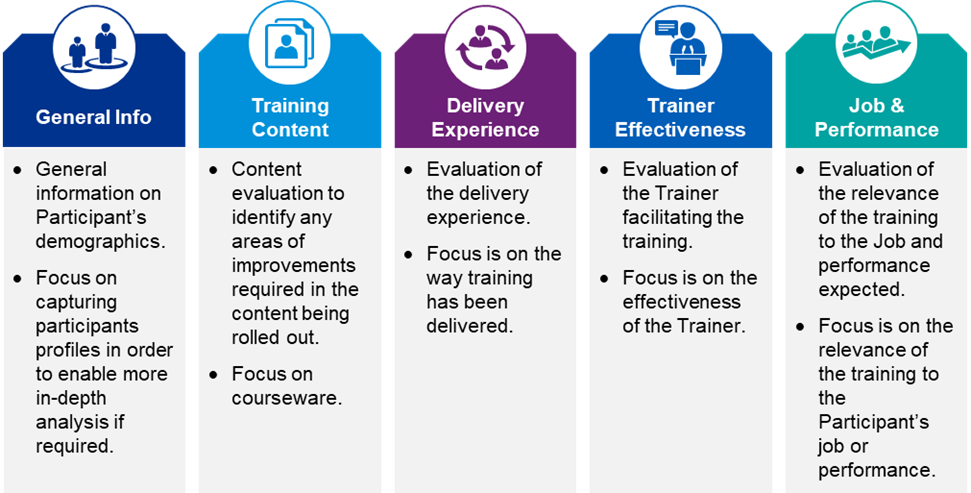 General Info
• General
information on
Participant's
demographics.
• Focus on
capturing
participants
profiles in order
to enable more
in-depth
analysis if
required.
Training
Content
• Content
evaluation to
identify any
areas of
improvements
required in the
content being
rolled out.
• Focus on
courseware.
Delivery
Experience
• Evaluation of
the delivery
experience.
• Focus is on the
way training
has been
delivered.
Trainer
Effectiveness
• Evaluation of
the Trainer
facilitating the
training.
• Focus is on the
effectiveness
of the Trainer.
Job &
Performance
• Evaluation of
the relevance
of the training
to the Job and
performance
expected.
• Focus is on the
relevance of
the training to
the
Participant's
job or
performance.